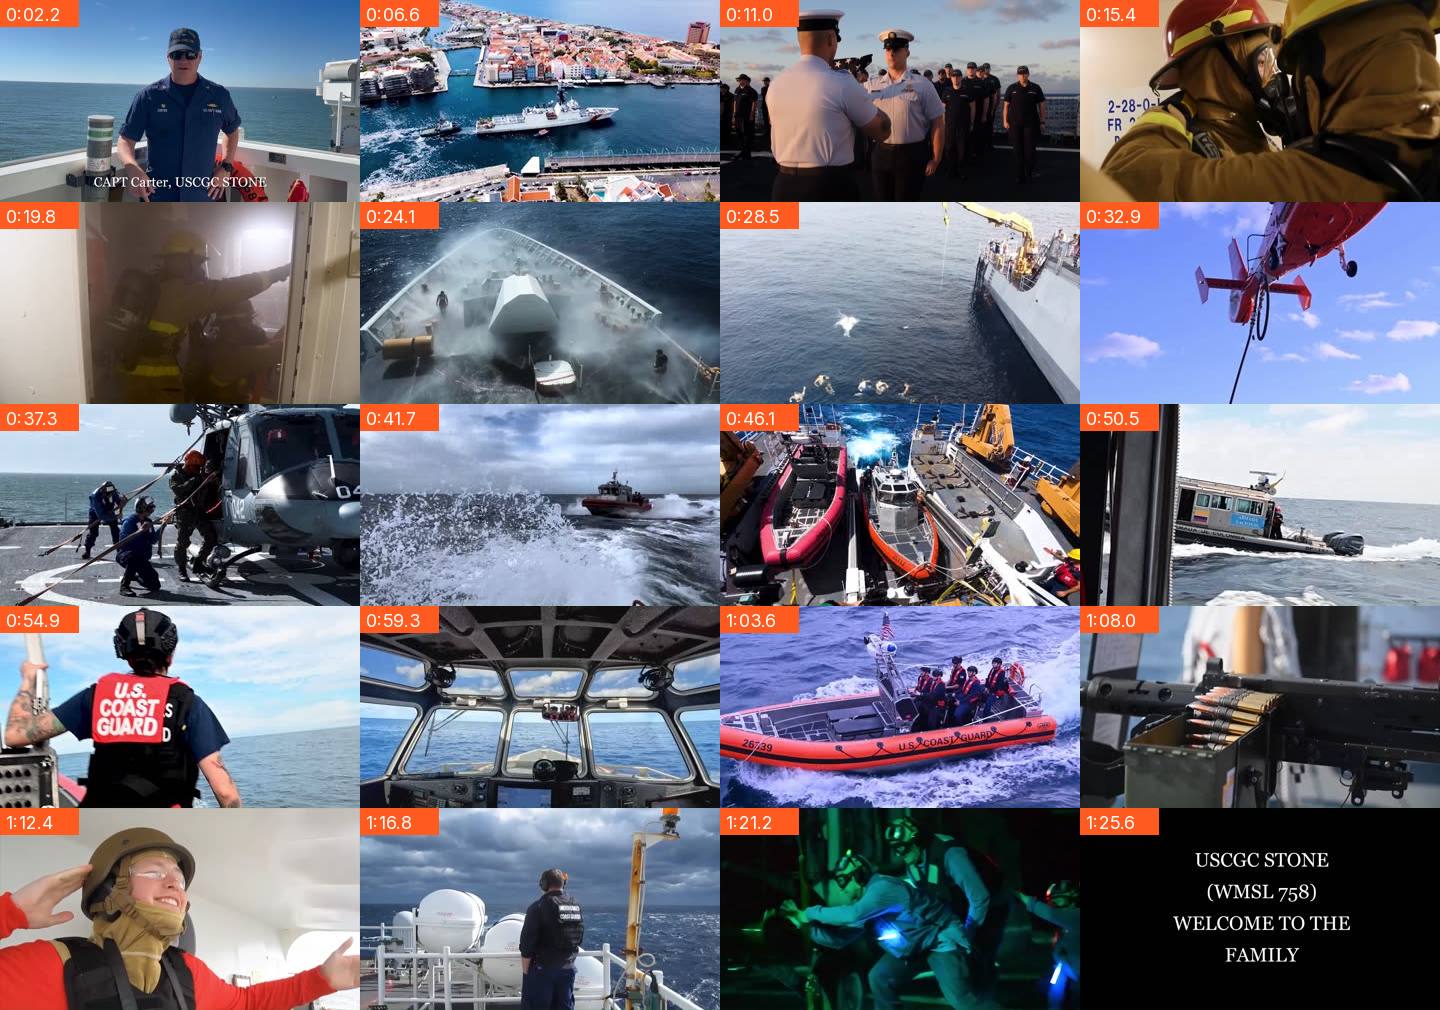 0:02.2
CAPT Carter, USCGC STONE
0:06.6
0:11.0
0:15.4
2-28-0-
FR
0:19.8
0:24.1
0:28.5
0:32.9
0:37.3
04
0:41.7
0:46.1
0:50.5
0:54.9
U.S.
COAST
GUARD
0:59.3
1:03.6
U.S. COAST GUARD
1:08.0
1:12.4
1:16.8
COAST GUARD
1:21.2
1:25.6
USCGC STONE
(WMSL 758)
WELCOME TO THE
FAMILY